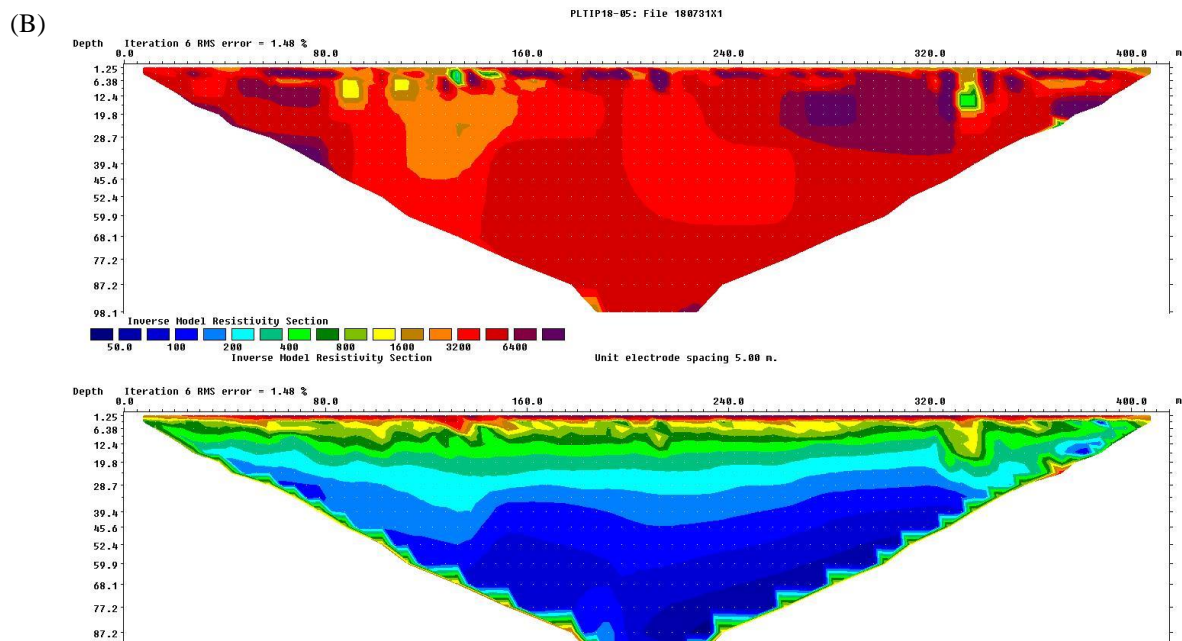 (B)
PLTIP18-05: File 180731X1
Depth Iteration 6 RMS error = 1.48 %
0.0 80.0 160.0 240.0 320.0 400.0 m
1.25
6.38
12.4
19.8
28.7
39.4
45.6
52.4
59.9
68.1
77.2
87.2
98.1
Inverse Model Resistivity Section
50.0 100 200 400 800 1600 3200 6400
Inverse Model Resistivity Section Unit electrode spacing 5.00 m.
Depth Iteration 6 RMS error = 1.48 %
0.0 80.0 160.0 240.0 320.0 400.0 m
1.25
6.38
12.4
19.8
28.7
39.4
45.6
52.4
59.9
68.1
77.2
87.2